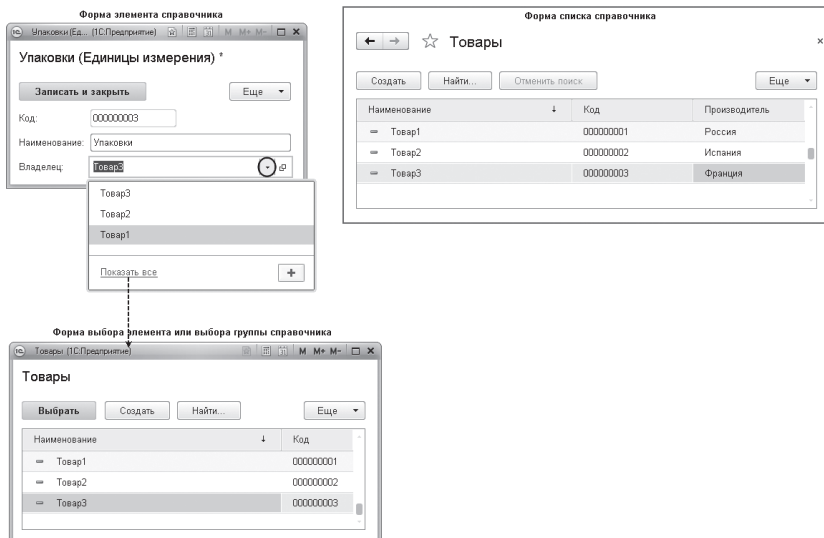 Форма элемента справочника
Упаковки (Ед... (1С:Предприятие) M M+ M-
Упаковки (Единицы измерения) *
Записать и закрыть Еще
Код: 000000003
Наименование: Упаковки
Владелец: Товар3
Товар3
Товар2
Товар1
Показать все +
Форма списка справочника
Товары
Создать Найти... Отменить поиск Еще
Наименование ↓ Код Производитель
Товар1 000000001 Россия
Товар2 000000002 Испания
Товар3 000000003 Франция
Форма выбора элемента или выбора группы справочника
Товары (1С:Предприятие) M M+ M-
Товары
Выбрать Создать Найти... Еще
Наименование ↓ Код
Товар1 000000001
Товар2 000000002
Товар3 000000003